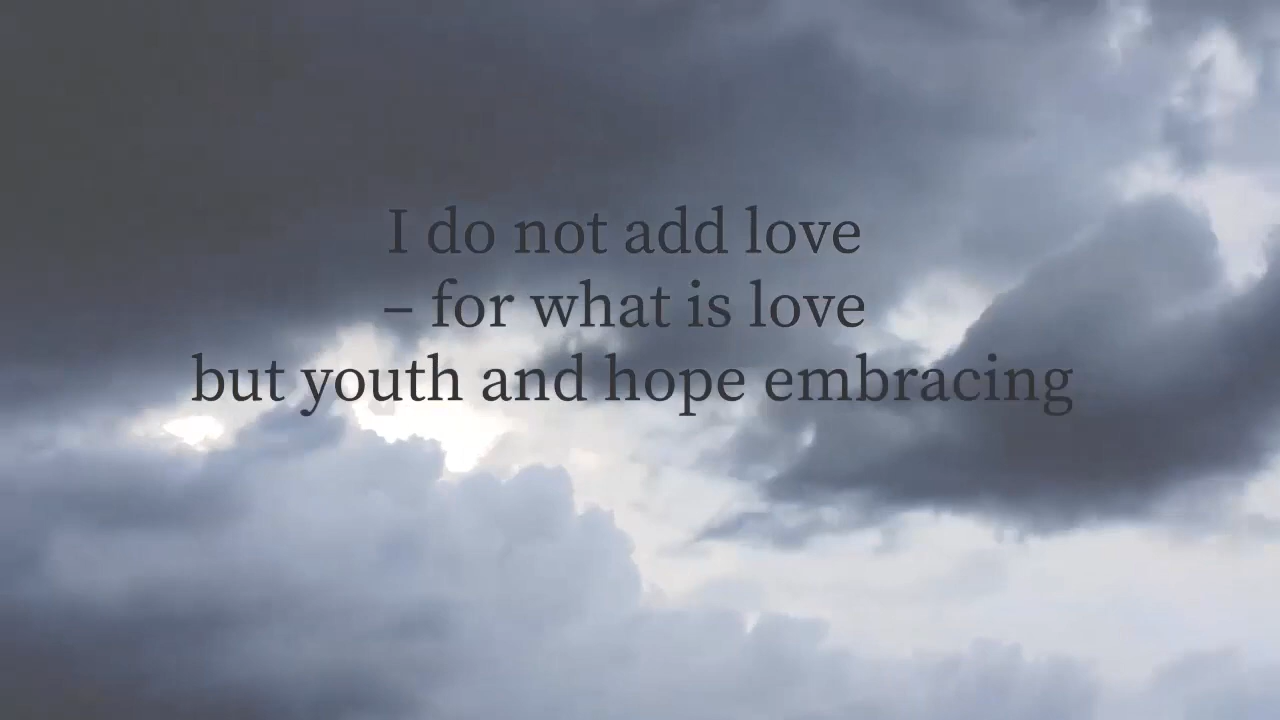 I do not add love
– for what is love
but youth and hope embracing